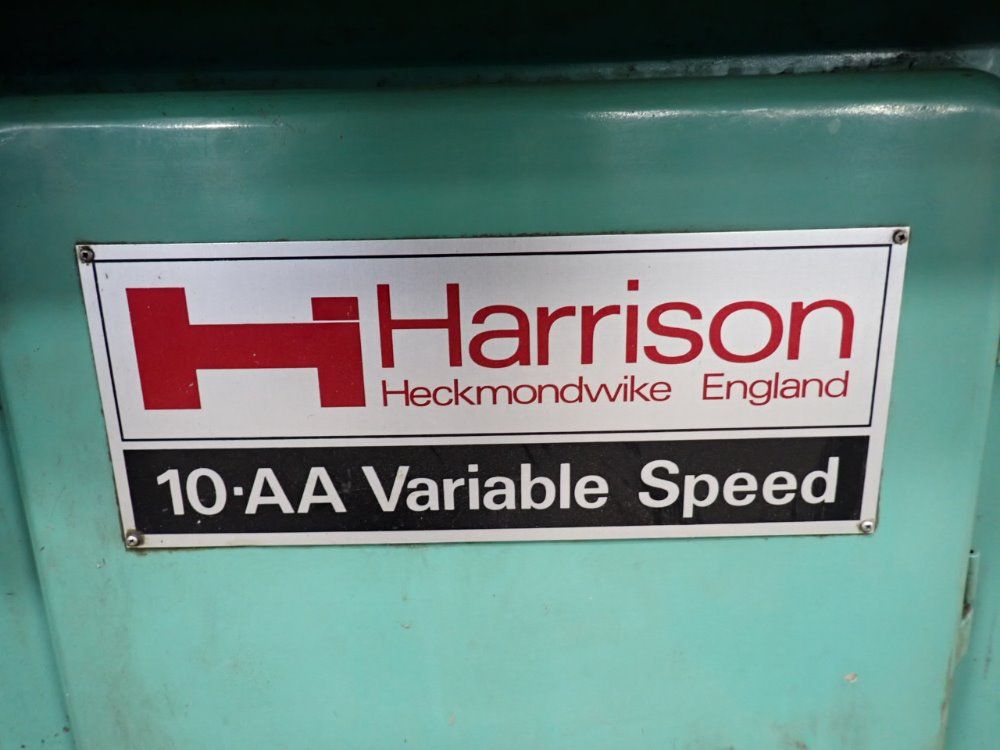 Harrison
Heckmondwike England
10·AA Variable Speed